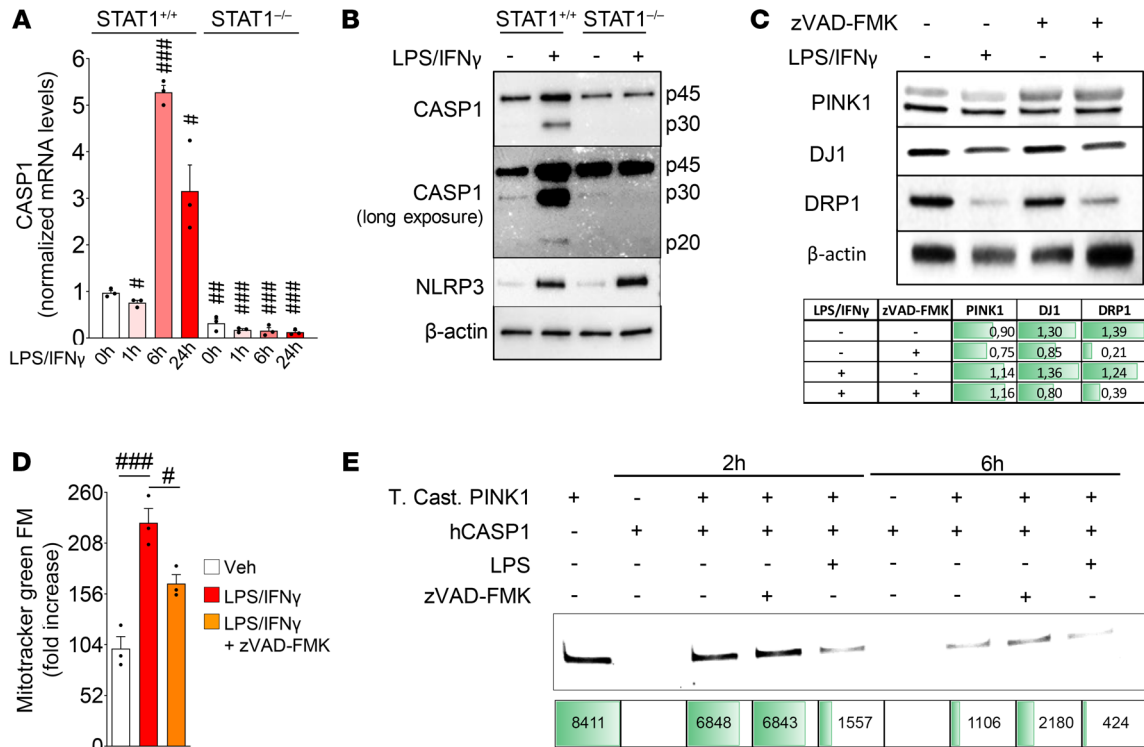 A
STAT1+/+ STAT1–/–
CASP1
(normalized mRNA levels)
6
5
4
3
2
1
0
# ### # ## ### ### ###
LPS/IFNγ 0h 1h 6h 24h 0h 1h 6h 24h
B
STAT1+/+ STAT1–/–
LPS/IFNγ - + - +
CASP1 p45
p30
CASP1 p45
(long exposure) p30
p20
NLRP3
β-actin
C
zVAD-FMK - - + +
LPS/IFNγ - + - +
PINK1
DJ1
DRP1
β-actin
LPS/IFNγ zVAD-FMK PINK1 DJ1 DRP1
- - 0,90 1,30 1,39
- + 0,75 0,85 0,21
+ - 1,14 1,36 1,24
+ + 1,16 0,80 0,39
D
Mitotracker green FM
(fold increase)
### #
260
208
156
104
52
0
Veh
LPS/IFNγ
LPS/IFNγ
+ zVAD-FMK
E
2h 6h
T. Cast. PINK1 + - + + + - + + +
hCASP1 - + + + + + + + +
LPS - - - - + - - - +
zVAD-FMK - - - + - - - + -
8411 6848 6843 1557 1106 2180 424